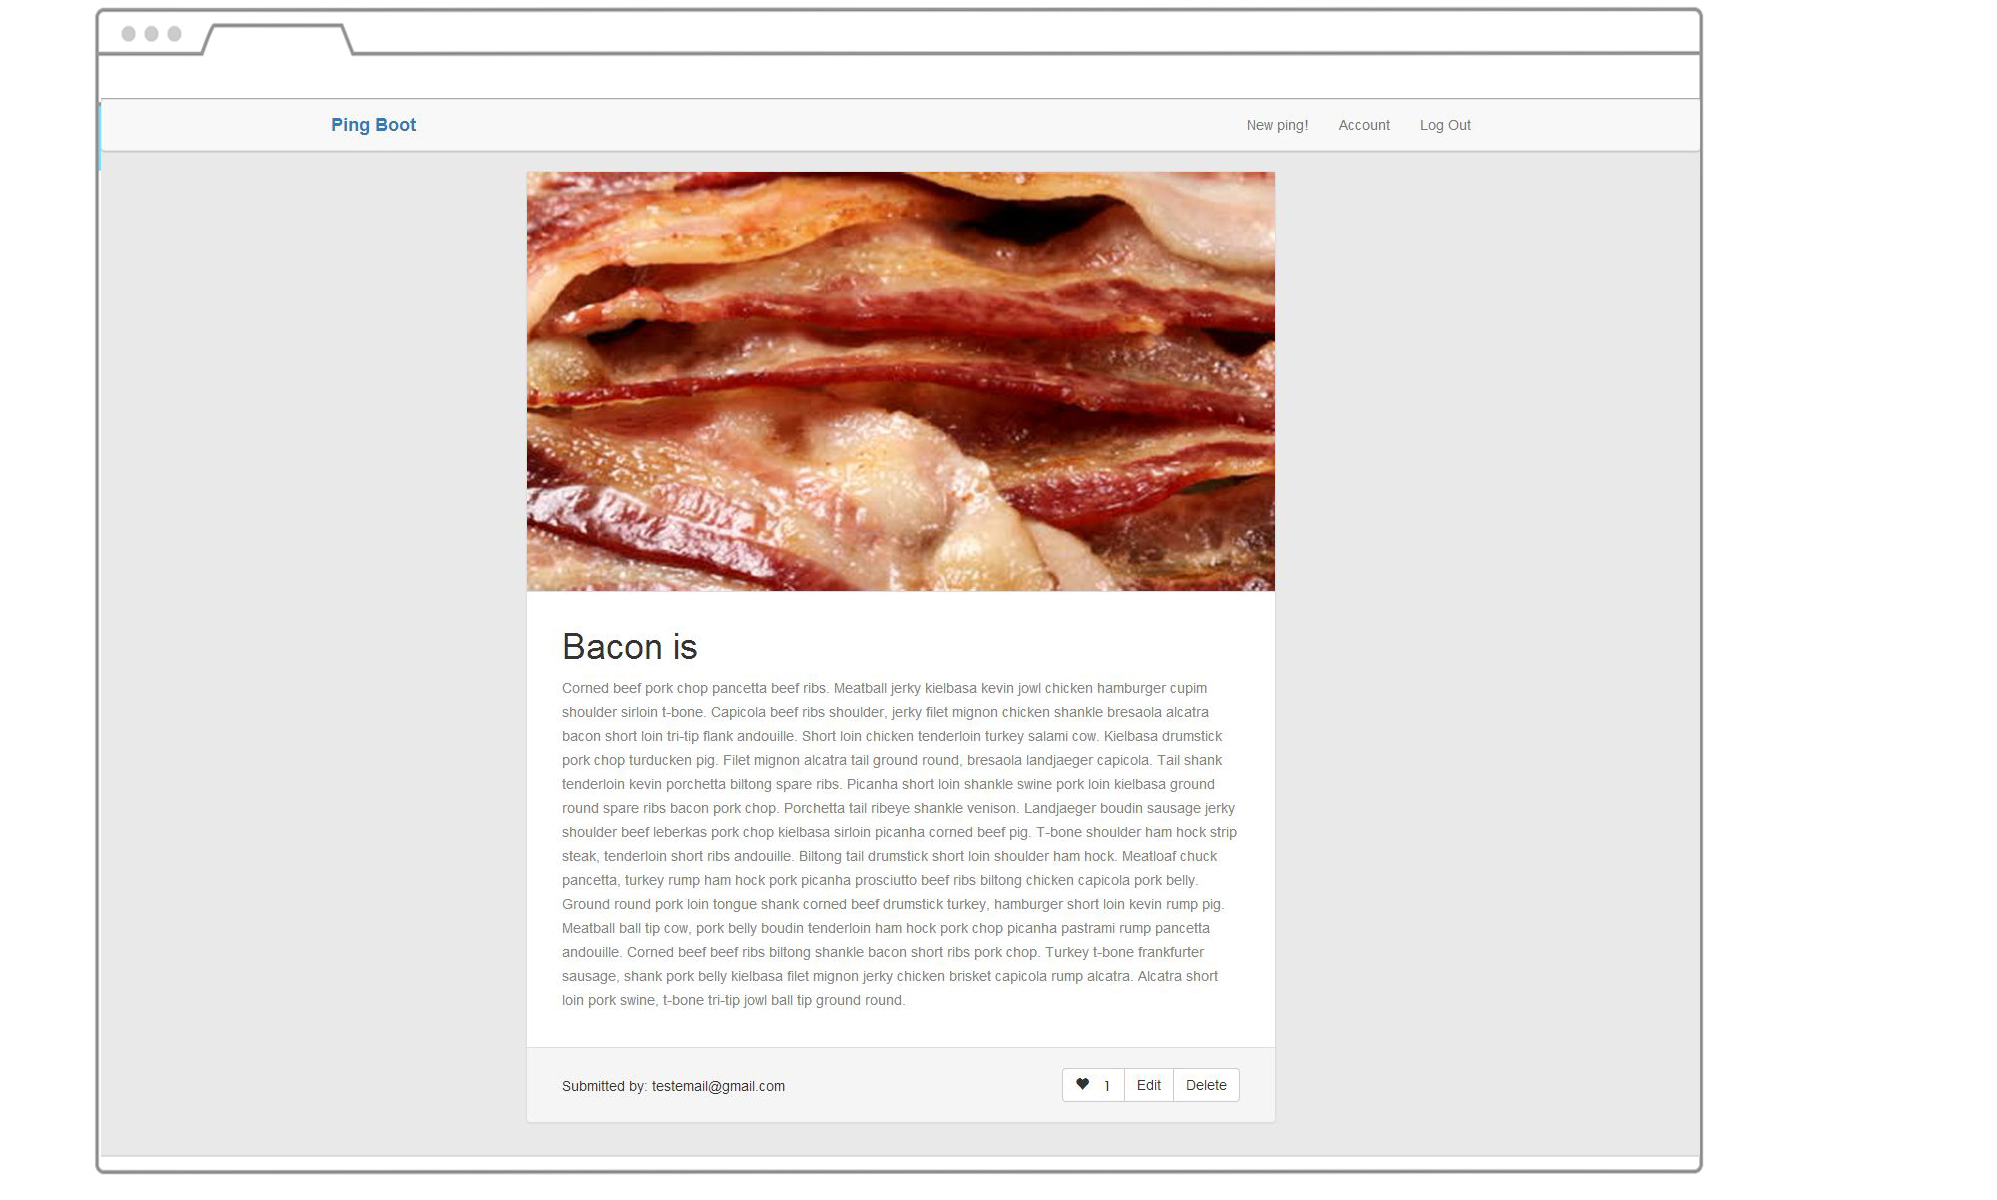 Ping Boot
New ping! Account Log Out
Bacon is
Corned beef pork chop pancetta beef ribs. Meatball jerky kielbasa kevin jowl chicken hamburger cupim
shoulder sirloin t-bone. Capicola beef ribs shoulder, jerky filet mignon chicken shankle bresaola alcatra
bacon short loin tri-tip flank andouille. Short loin chicken tenderloin turkey salami cow. Kielbasa drumstick
pork chop turducken pig. Filet mignon alcatra tail ground round, bresaola landjaeger capicola. Tail shank
tenderloin kevin porchetta biltong spare ribs. Picanha short loin shankle swine pork loin kielbasa ground
round spare ribs bacon pork chop. Porchetta tail ribeye shankle venison. Landjaeger boudin sausage jerky
shoulder beef leberkas pork chop kielbasa sirloin picanha corned beef pig. T-bone shoulder ham hock strip
steak, tenderloin short ribs andouille. Biltong tail drumstick short loin shoulder ham hock. Meatloaf chuck
pancetta, turkey rump ham hock pork picanha prosciutto beef ribs biltong chicken capicola pork belly.
Ground round pork loin tongue shank corned beef drumstick turkey, hamburger short loin kevin rump pig.
Meatball ball tip cow, pork belly boudin tenderloin ham hock pork chop picanha pastrami rump pancetta
andouille. Corned beef beef ribs biltong shankle bacon short ribs pork chop. Turkey t-bone frankfurter
sausage, shank pork belly kielbasa filet mignon jerky chicken brisket capicola rump alcatra. Alcatra short
loin pork swine, t-bone tri-tip jowl ball tip ground round.
Submitted by: testemail@gmail.com
1 Edit Delete